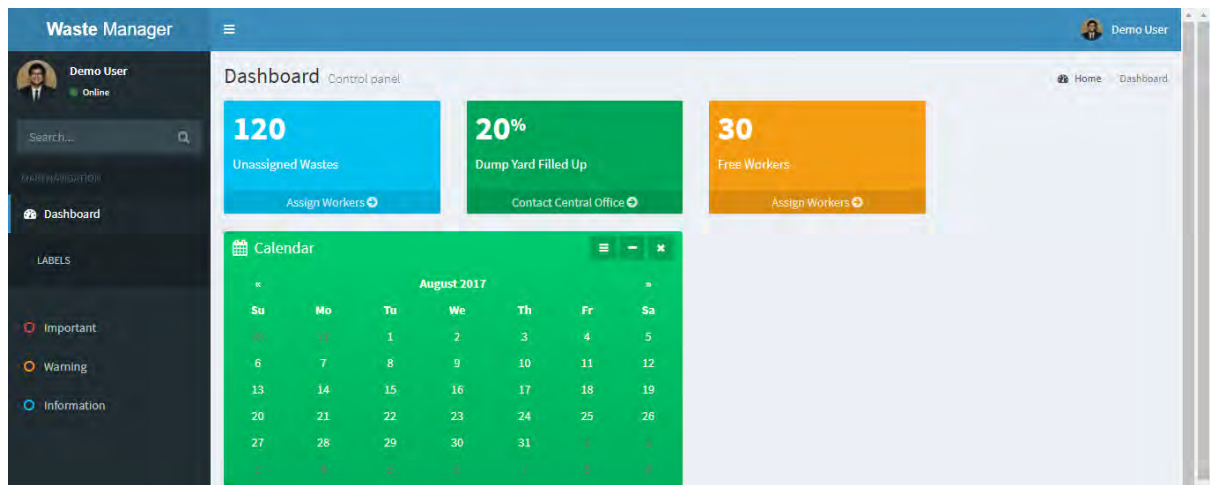 Waste Manager
Demo User
Demo User
Online
Search...
MAIN NAVIGATION
Dashboard
LABELS
Important
Warning
Information
Dashboard Control panel
Home Dashboard
120
Unassigned Wastes
Assign Workers
20%
Dump Yard Filled Up
Contact Central Office
30
Free Workers
Assign Workers
Calendar
« August 2017 »
Su Mo Tu We Th Fr Sa
1 2 3 4 5
6 7 8 9 10 11 12
13 14 15 16 17 18 19
20 21 22 23 24 25 26
27 28 29 30 31